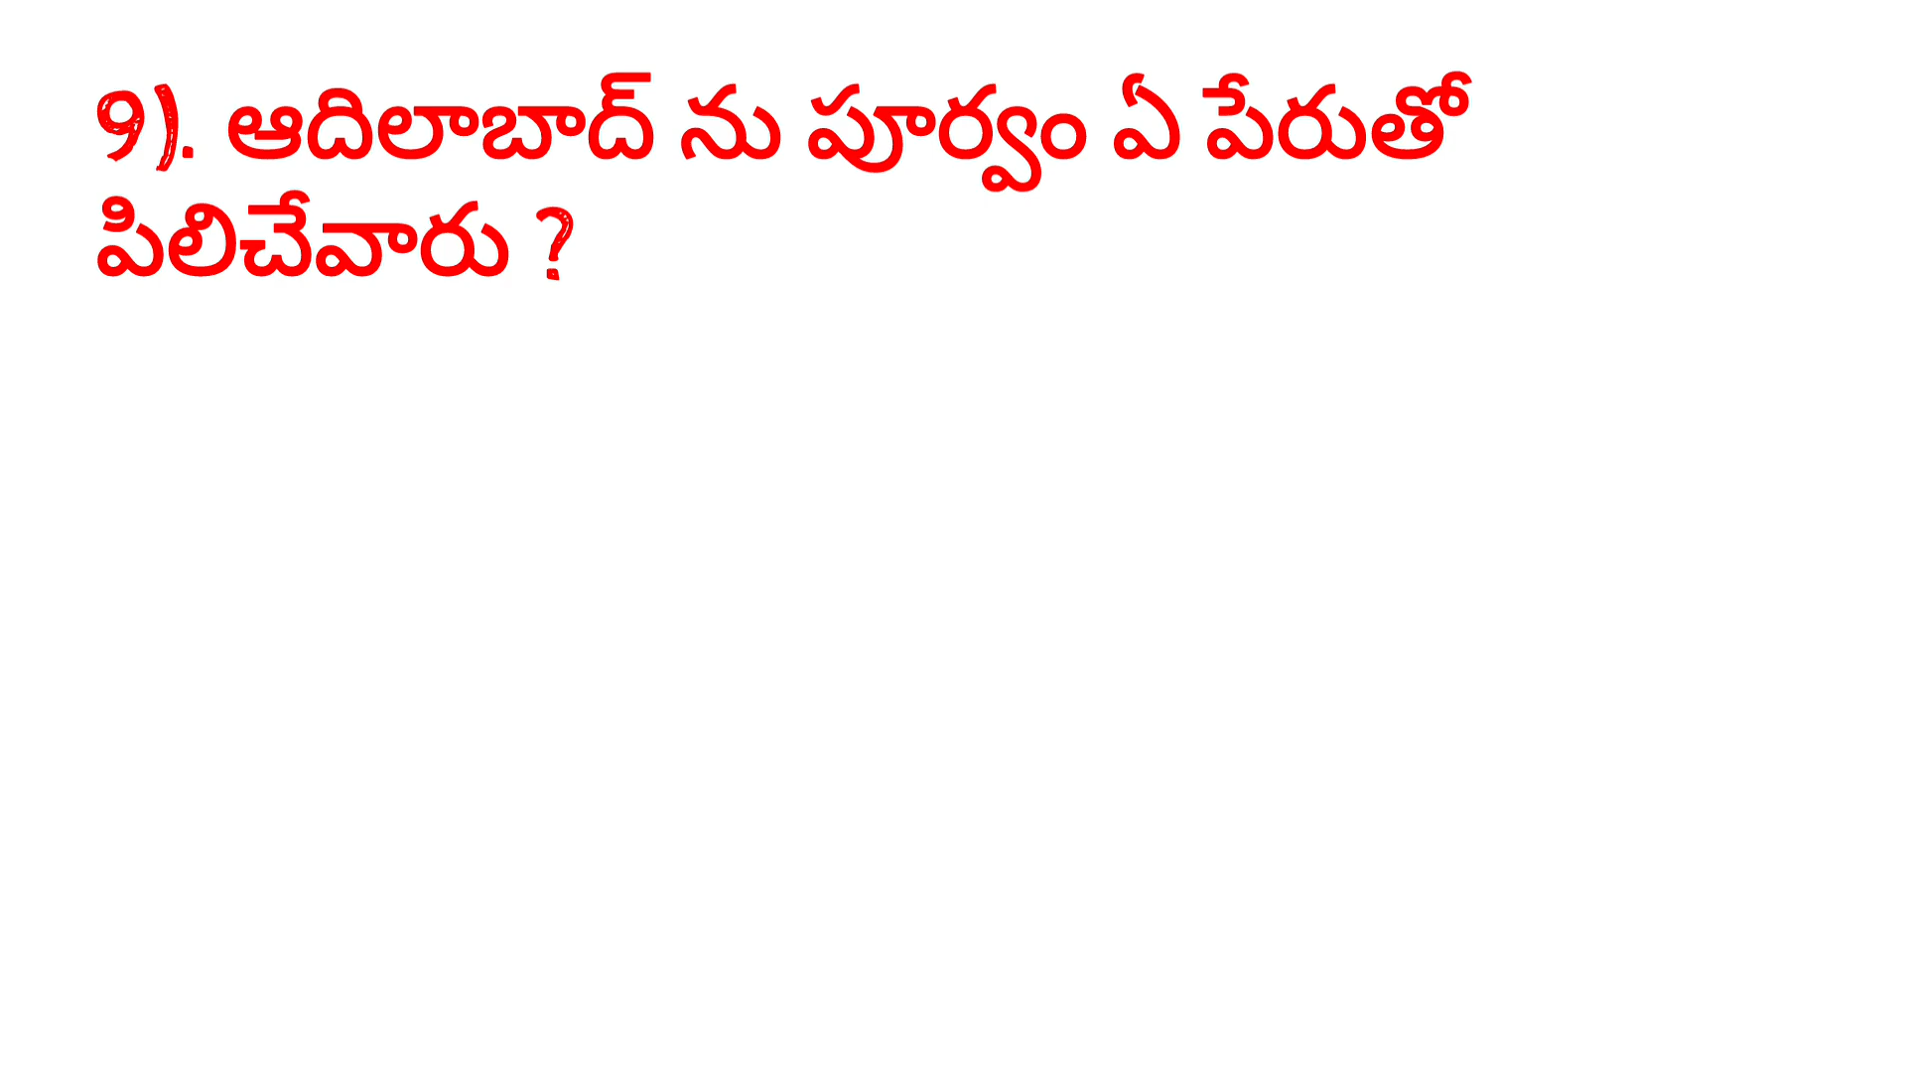 9). ఆదిలాబాద్ ను పూర్వం ఏ పేరుతో
పిలిచేవారు ?